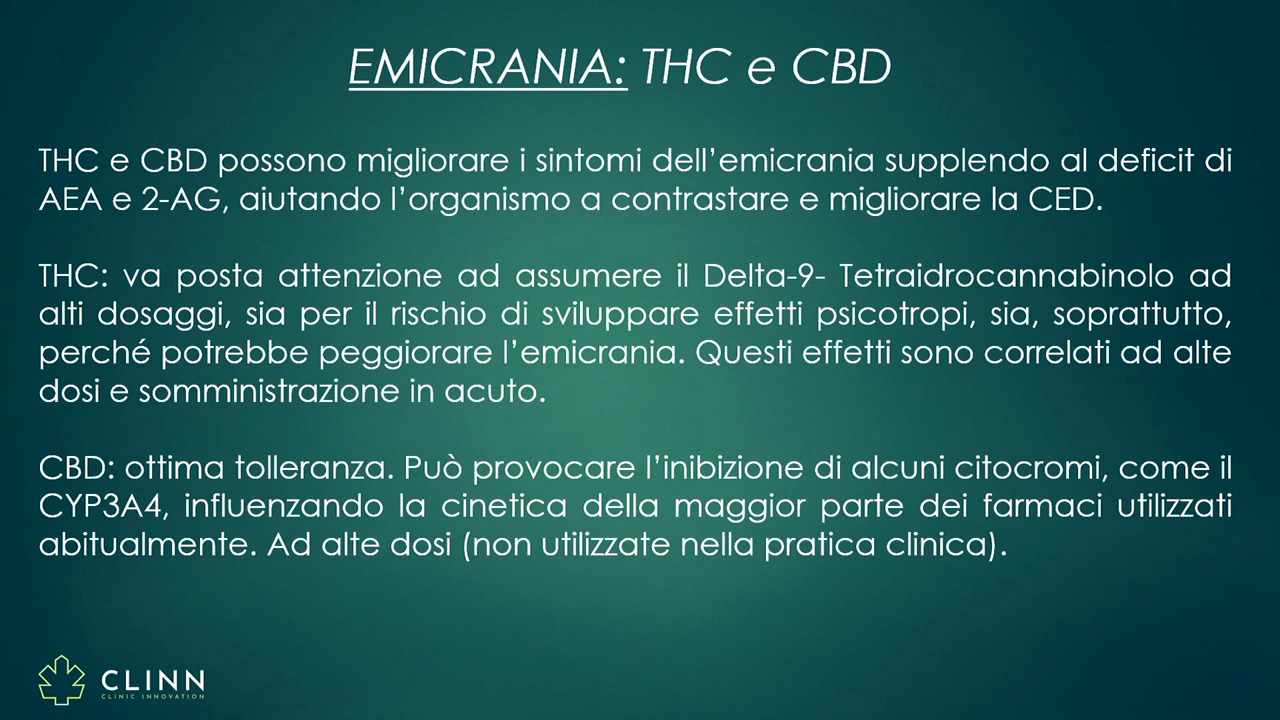 EMICRANIA: THC e CBD
THC e CBD possono migliorare i sintomi dell’emicrania supplendo al deficit di
AEA e 2-AG, aiutando l’organismo a contrastare e migliorare la CED.
THC: va posta attenzione ad assumere il Delta-9- Tetraidrocannabinolo ad
alti dosaggi, sia per il rischio di sviluppare effetti psicotropi, sia, soprattutto,
perché potrebbe peggiorare l’emicrania. Questi effetti sono correlati ad alte
dosi e somministrazione in acuto.
CBD: ottima tolleranza. Può provocare l’inibizione di alcuni citocromi, come il
CYP3A4, influenzando la cinetica della maggior parte dei farmaci utilizzati
abitualmente. Ad alte dosi (non utilizzate nella pratica clinica).
CLINN
CLINIC INNOVATION